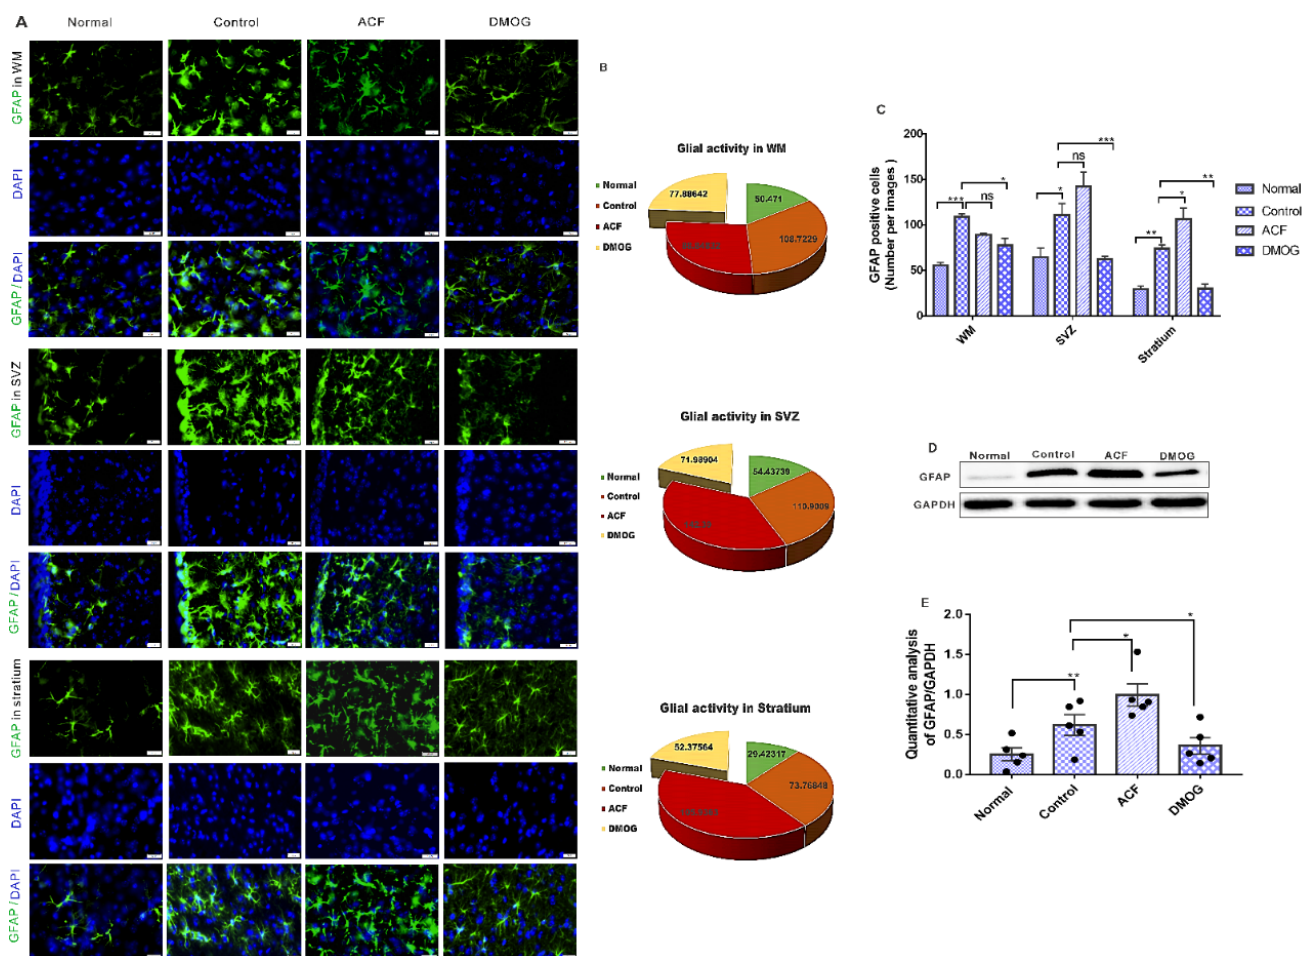 A
Normal
Control
ACF
DMOG
GFAP in WM
DAPI
GFAP / DAPI
GFAP in SVZ
DAPI
GFAP / DAPI
GFAP in stratium
DAPI
GFAP / DAPI
B
Glial activity in WM
Normal
Control
ACF
DMOG
77.88642
50.471
108.7229
Glial activity in SVZ
Normal
Control
ACF
DMOG
71.98904
54.43739
110.9009
Glial activity in Stratium
Normal
Control
ACF
DMOG
52.37564
29.42317
73.76848
C
GFAP positive cells
(Number per images)
200
150
100
50
0
*** * ns
* ns ***
** * **
WM
SVZ
Stratium
Normal
Control
ACF
DMOG
D
Normal
Control
ACF
DMOG
GFAP
GAPDH
E
Quantitative analysis
of GFAP/GAPDH
2.0
1.5
1.0
0.5
0.0
**
*
*
Normal
Control
ACF
DMOG